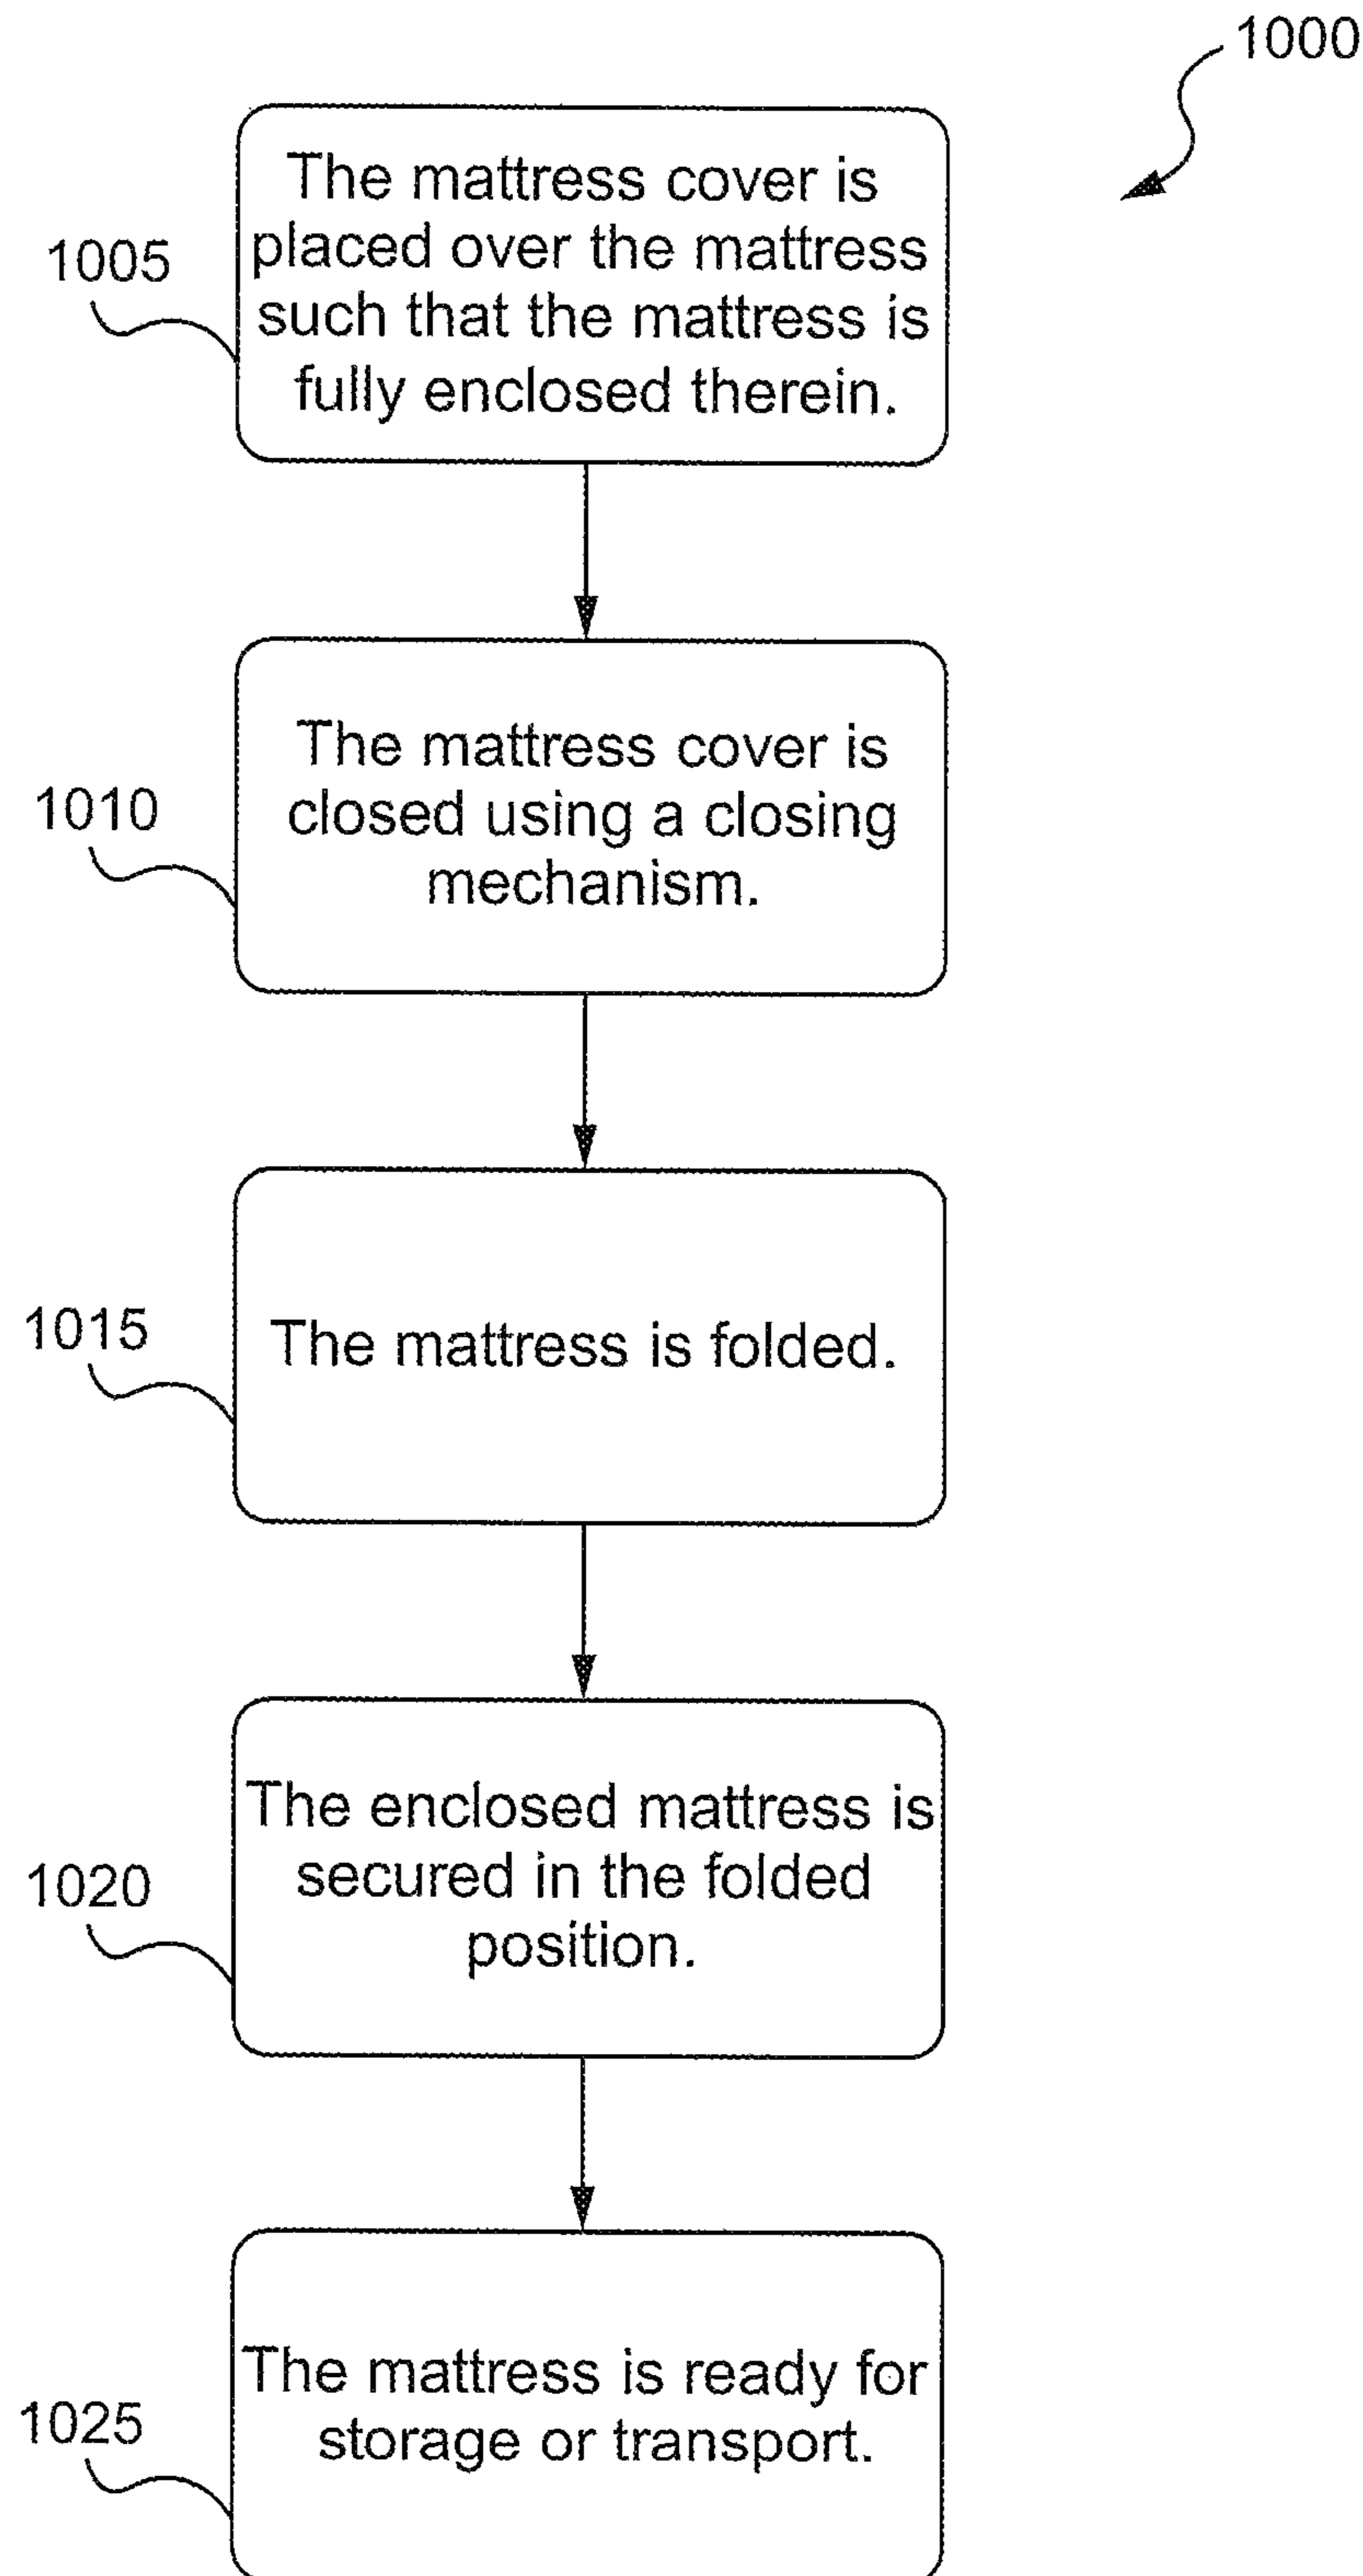 1000
The mattress cover is
placed over the mattress
such that the mattress is
fully enclosed therein.
1005
The mattress cover is
closed using a closing
mechanism.
1010
The mattress is folded.
1015
The enclosed mattress is
secured in the folded
position.
1020
The mattress is ready for
storage or transport.
1025